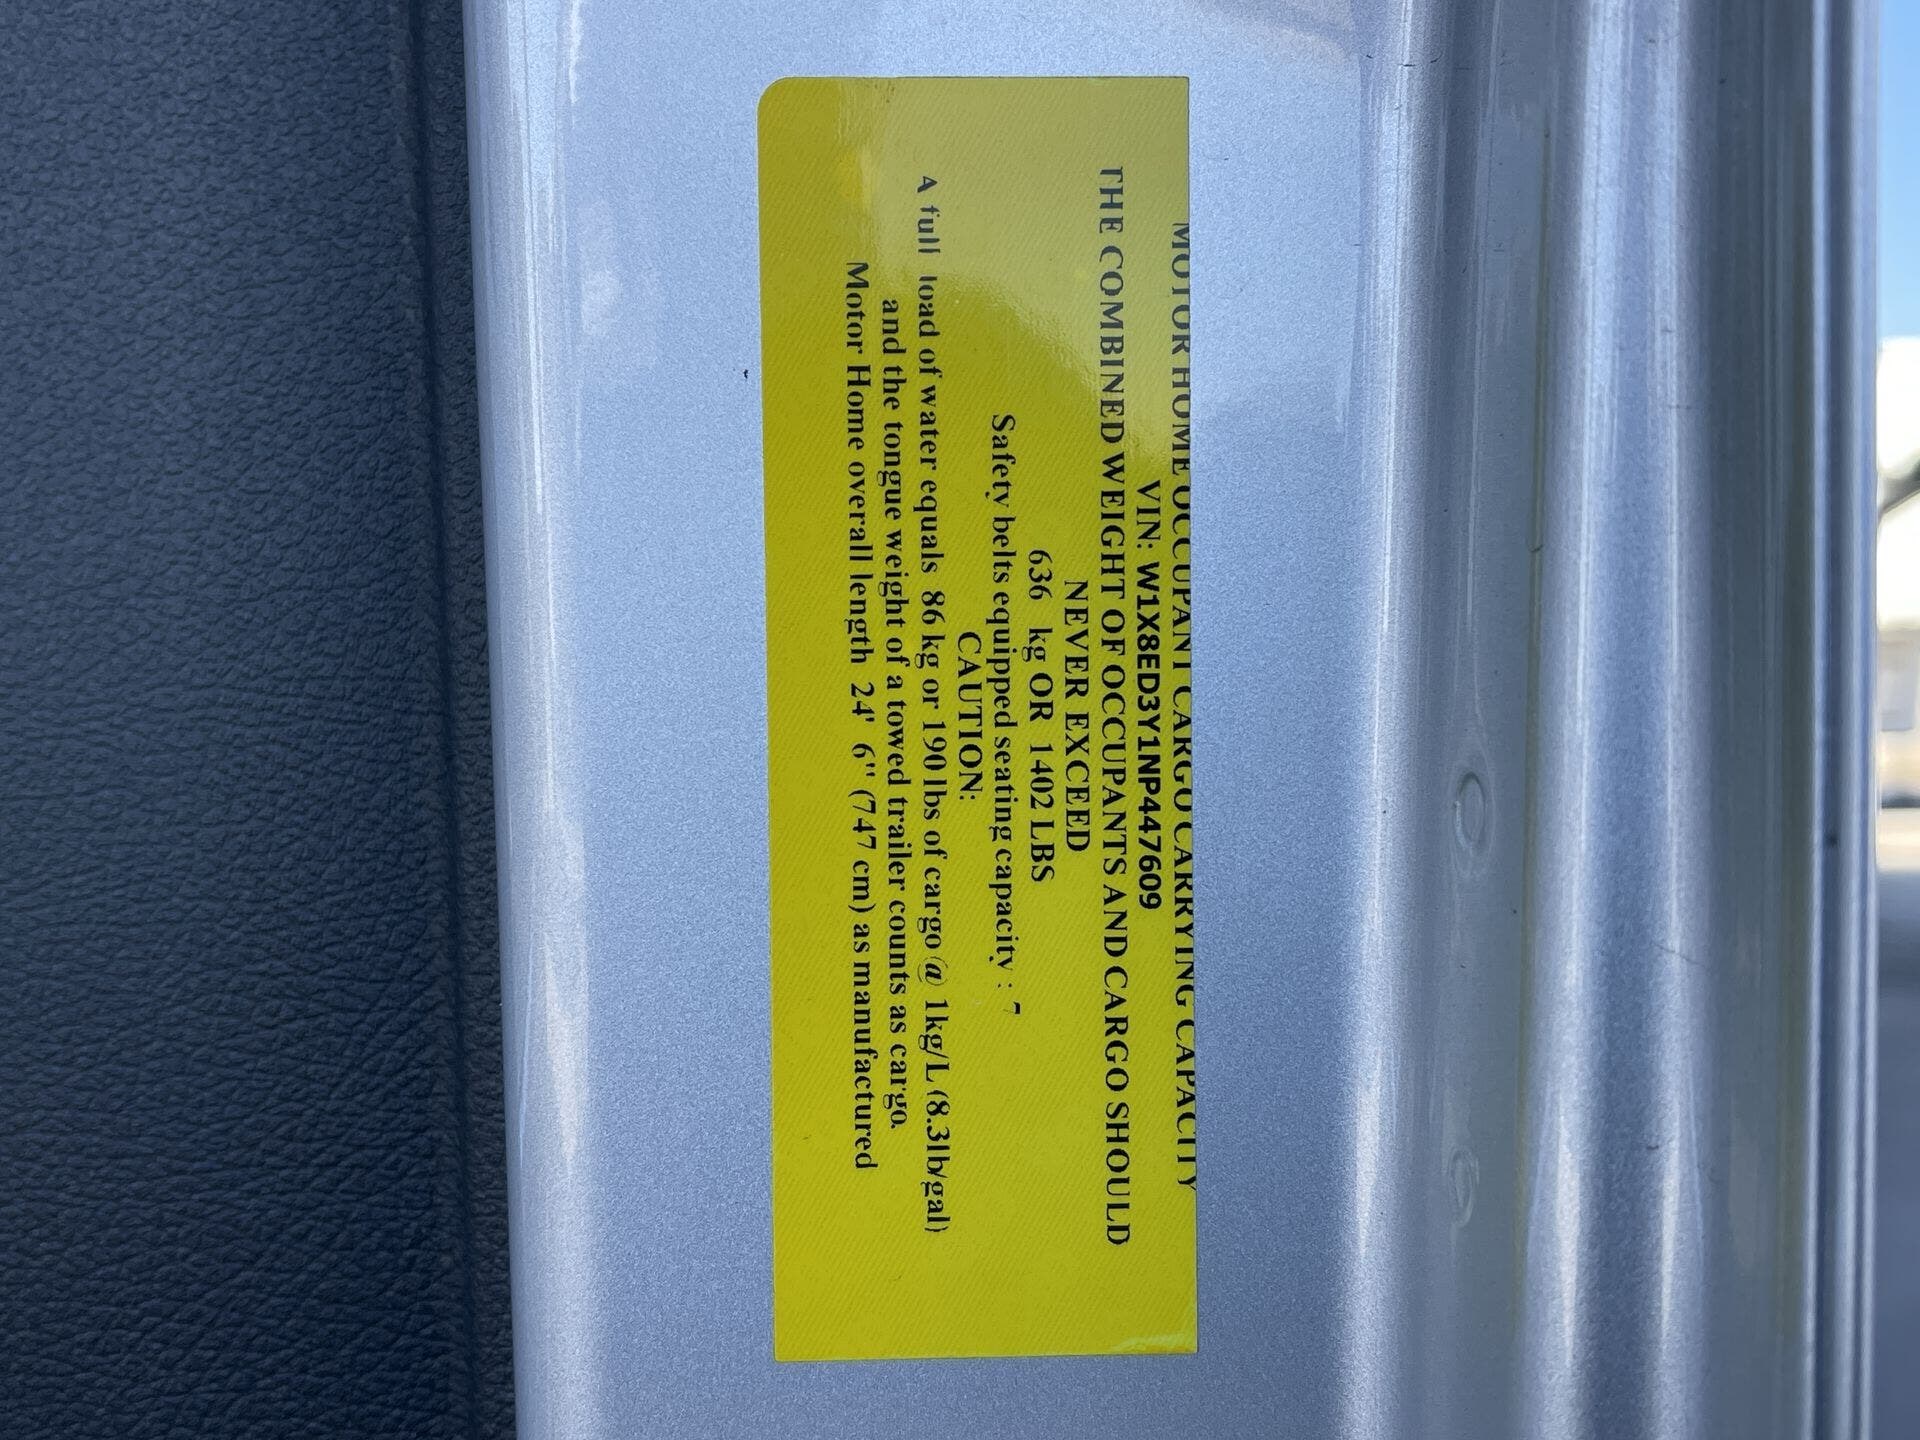 MOTOR HOME OCCUPANT CARGO CARRYING CAPACITY
VIN: W1X8ED3Y1NP447609
THE COMBINED WEIGHT OF OCCUPANTS AND CARGO SHOULD
NEVER EXCEED
636 kg OR 1402 LBS
Safety belts equipped seating capacity : 7
CAUTION:
A full load of water equals 86 kg or 190 lbs of cargo @ 1kg/L (8.3lb/gal)
and the tongue weight of a towed trailer counts as cargo.
Motor Home overall length 24' 6" (747 cm) as manufactured